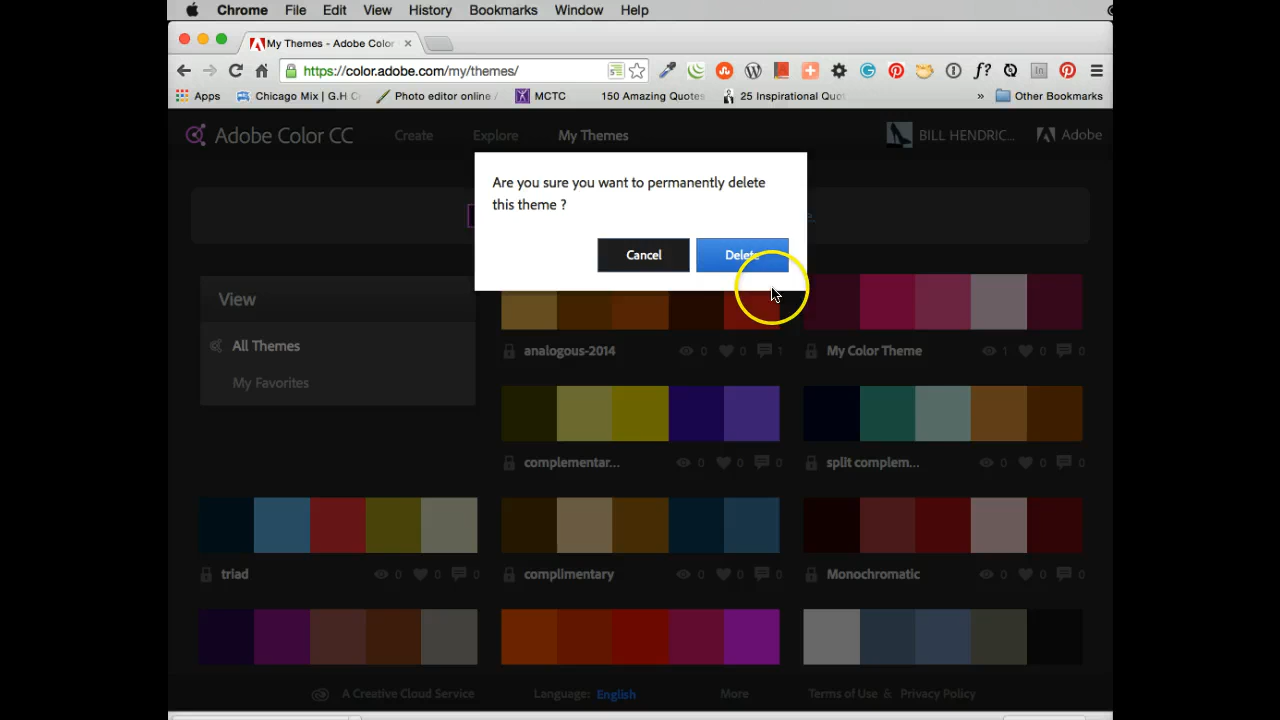 Chrome File Edit View History Bookmarks Window Help
My Themes - Adobe Color
https://color.adobe.com/my/themes/
Apps Chicago Mix | G.H C Photo editor online / MCTC 150 Amazing Quotes 25 Inspirational Quo » Other Bookmarks
Adobe Color CC Create Explore My Themes BILL HENDRIC... Adobe
Are you sure you want to permanently delete
this theme ?
Cancel Delete
View
All Themes
My Favorites
analogous-2014 0 0 1
My Color Theme 1 0 0
complementar... 0 0 0
split complem... 0 0 0
triad 0 0 0
complimentary 0 0 0
Monochromatic 0 0 0
A Creative Cloud Service Language: English More Terms of Use & Privacy Policy